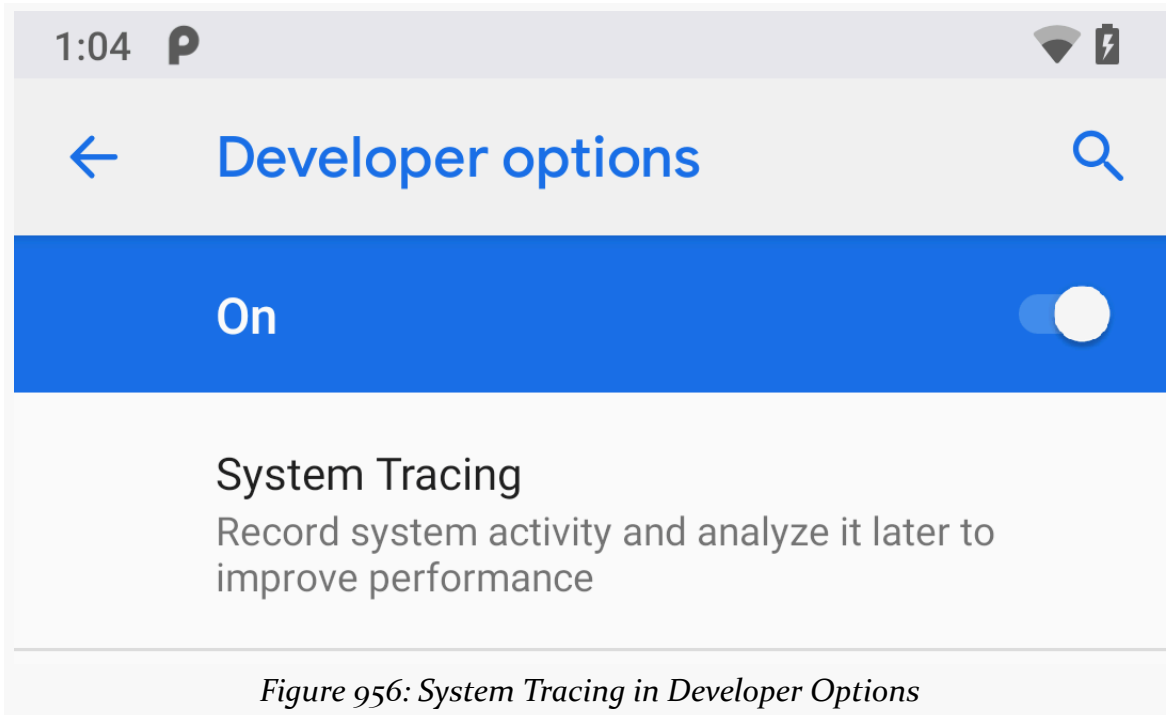 1:04
Developer options
On
System Tracing
Record system activity and analyze it later to
improve performance
Figure 956: System Tracing in Developer Options